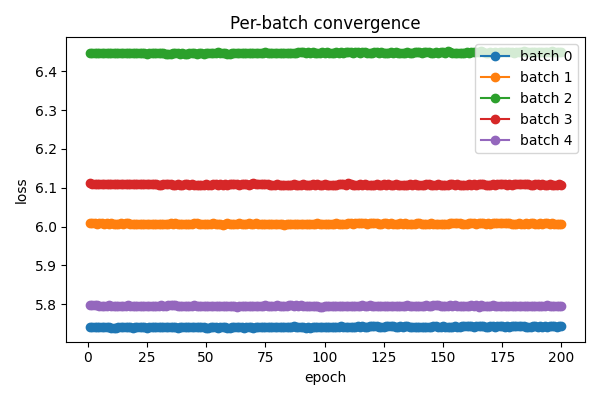 Per-batch convergence
loss
6.4
6.3
6.2
6.1
6.0
5.9
5.8
batch 0
batch 1
batch 2
batch 3
batch 4
0 25 50 75 100 125 150 175 200
epoch